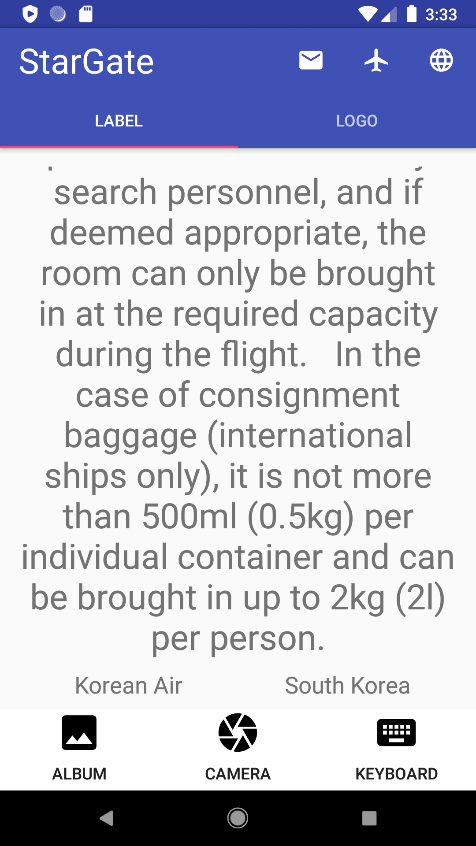 3:33
StarGate
LABEL
LOGO
search personnel, and if
deemed appropriate, the
room can only be brought
in at the required capacity
during the flight.   In the
case of consignment
baggage (international
ships only), it is not more
than 500ml (0.5kg) per
individual container and can
be brought in up to 2kg (2l)
per person.
Korean Air
South Korea
ALBUM
CAMERA
KEYBOARD